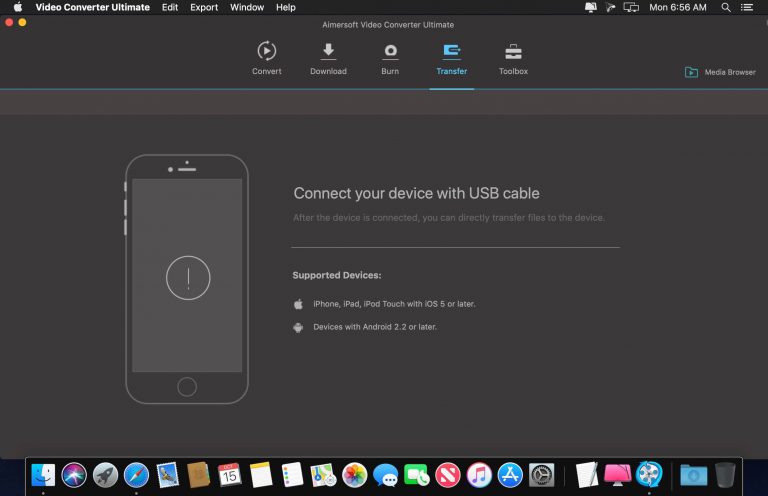 Video Converter Ultimate Edit Export Window Help Mon 6:56 AM
Aimersoft Video Converter Ultimate
Convert Download Burn Transfer Toolbox
Media Browser
Connect your device with USB cable
After the device is connected, you can directly transfer files to the device.
Supported Devices:
iPhone, iPad, iPod Touch with iOS 5 or later.
Devices with Android 2.2 or later.
OCT
15